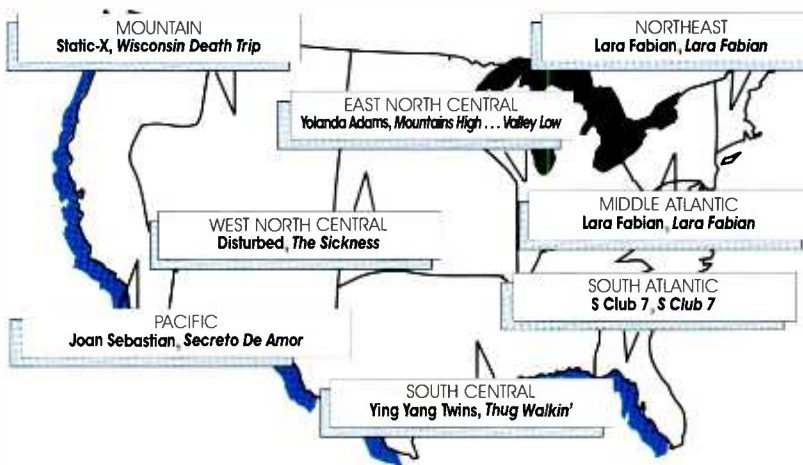 MOUNTAIN
Static-X, Wisconsin Death Trip
NORTHEAST
Lara Fabian, Lara Fabian
EAST NORTH CENTRAL
Yolanda Adams, Mountains High . . . Valley Low
MIDDLE ATLANTIC
Lara Fabian, Lara Fabian
WEST NORTH CENTRAL
Disturbed, The Sickness
SOUTH ATLANTIC
S Club 7, S Club 7
PACIFIC
Joan Sebastian, Secreto De Amor
SOUTH CENTRAL
Ying Yang Twins, Thug Walkin'